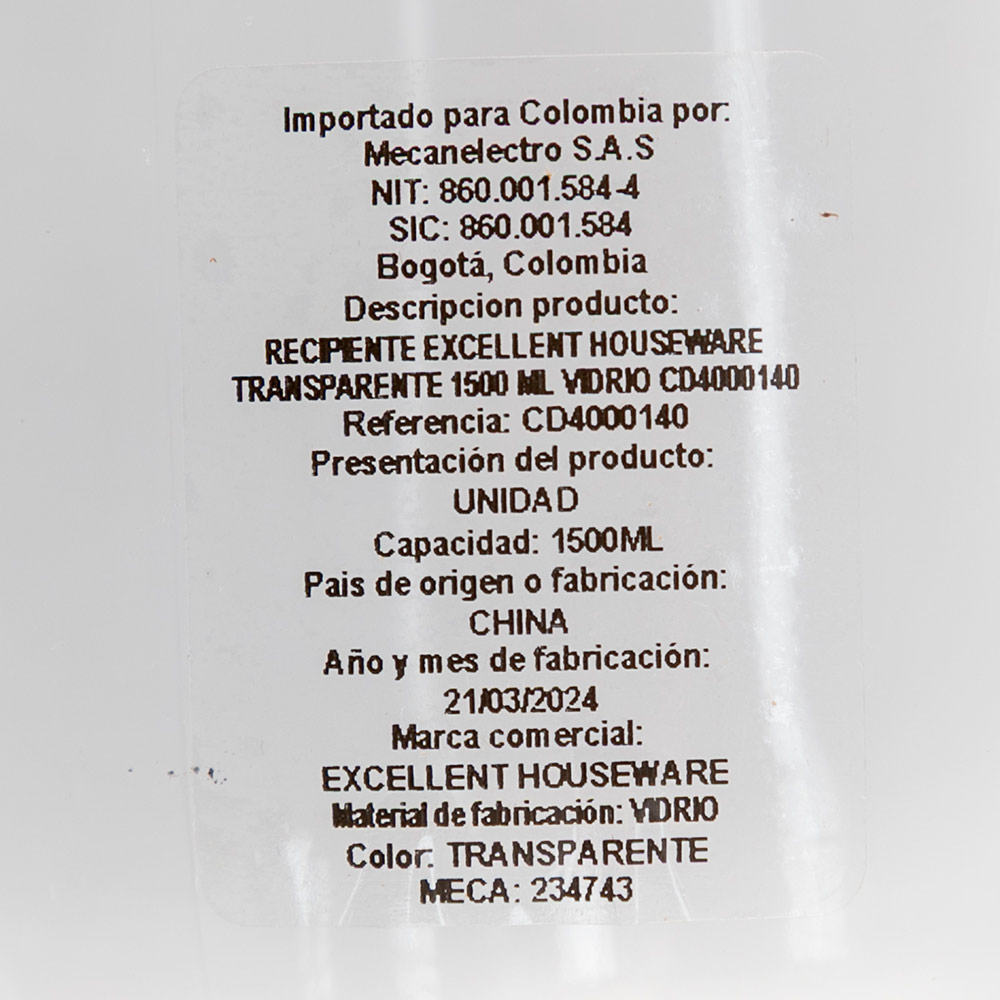 Importado para Colombia por:
Mecanelectro S.A.S
NIT: 860.001.584-4
SIC: 860.001.584
Bogotá, Colombia
Descripcion producto:
RECIPIENTE EXCELLENT HOUSEWARE
TRANSPARENTE 1500 ML VIDRIO CD4000140
Referencia: CD4000140
Presentación del producto:
UNIDAD
Capacidad: 1500ML
Pais de origen o fabricación:
CHINA
Año y mes de fabricación:
21/03/2024
Marca comercial:
EXCELLENT HOUSEWARE
Material de fabricación: VIDRIO
Color: TRANSPARENTE
MECA: 234743